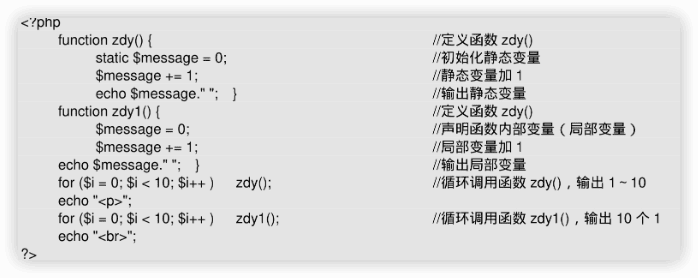 <?php
function zdy() { //定义函数 zdy()
static $message = 0; //初始化静态变量
$message += 1; //静态变量加 1
echo $message." "; } //输出静态变量
function zdy1() { //定义函数 zdy()
$message = 0; //声明函数内部变量（局部变量）
$message += 1; //局部变量加 1
echo $message." "; } //输出局部变量
for ($i = 0; $i < 10; $i++ ) zdy(); //循环调用函数 zdy()，输出 1～10
echo "<p>";
for ($i = 0; $i < 10; $i++ ) zdy1(); //循环调用函数 zdy1()，输出 10 个 1
echo "<br>";
?>